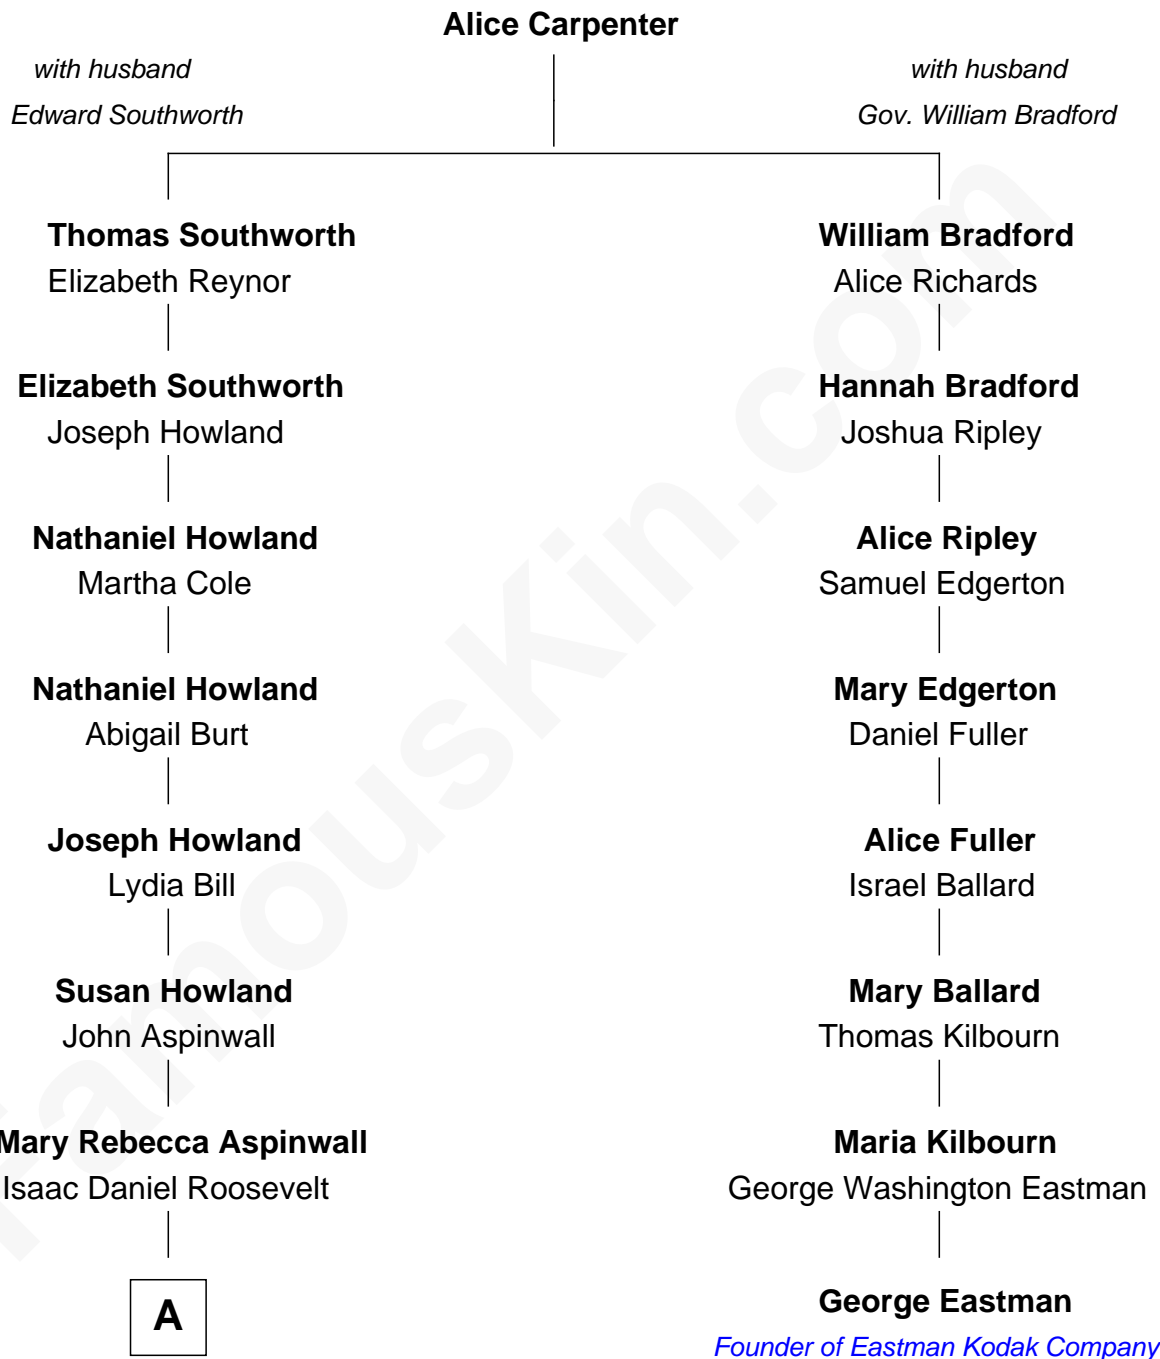 Alice Carpenter
with husband
Edward Southworth
with husband
Gov. William Bradford
Thomas Southworth
Elizabeth Reynor
William Bradford
Alice Richards
Elizabeth Southworth
Joseph Howland
Hannah Bradford
Joshua Ripley
Nathaniel Howland
Martha Cole
Alice Ripley
Samuel Edgerton
Nathaniel Howland
Abigail Burt
Mary Edgerton
Daniel Fuller
Joseph Howland
Lydia Bill
Alice Fuller
Israel Ballard
Susan Howland
John Aspinwall
Mary Ballard
Thomas Kilbourn
Mary Rebecca Aspinwall
Isaac Daniel Roosevelt
Maria Kilbourn
George Washington Eastman
A
George Eastman
Founder of Eastman Kodak Company
FamousKin.com